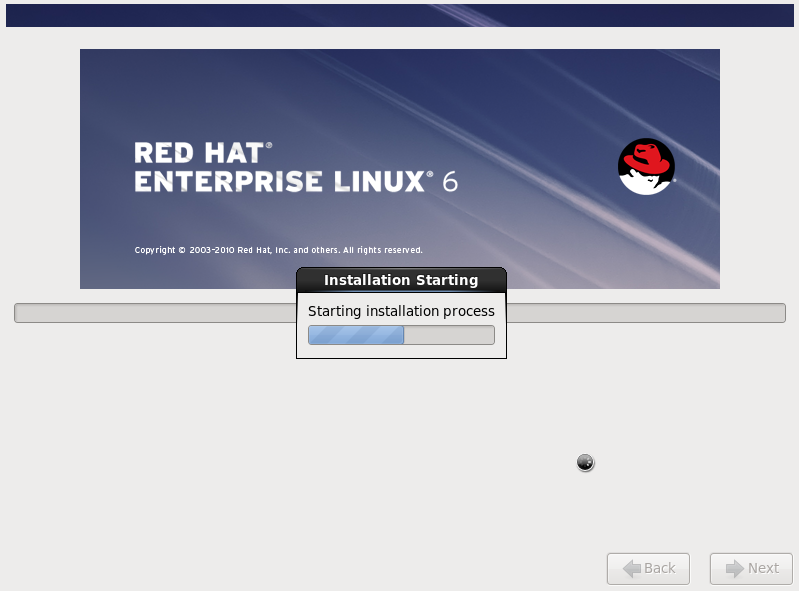 RED HAT®
ENTERPRISE LINUX® 6
Copyright © 2003-2010 Red Hat, Inc. and others. All rights reserved.
Installation Starting
Starting installation process
Back
Next